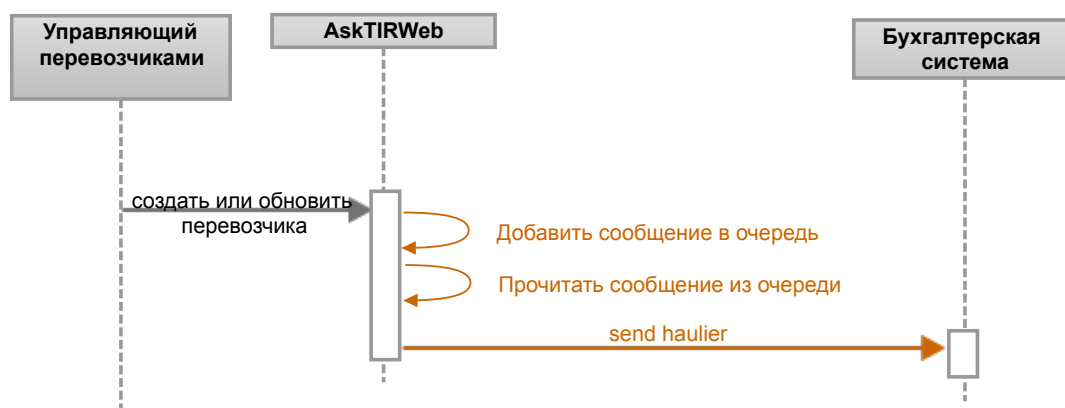 Управляющий
перевозчиками
AskTIRWeb
Бухгалтерская
система
создать или обновить
перевозчика
Добавить сообщение в очередь
Прочитать сообщение из очереди
send haulier